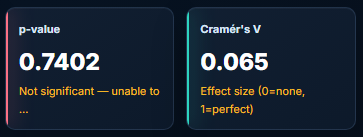 p-value
0.7402
Not significant — unable to
...
Cramér's V
0.065
Effect size (0=none,
1=perfect)